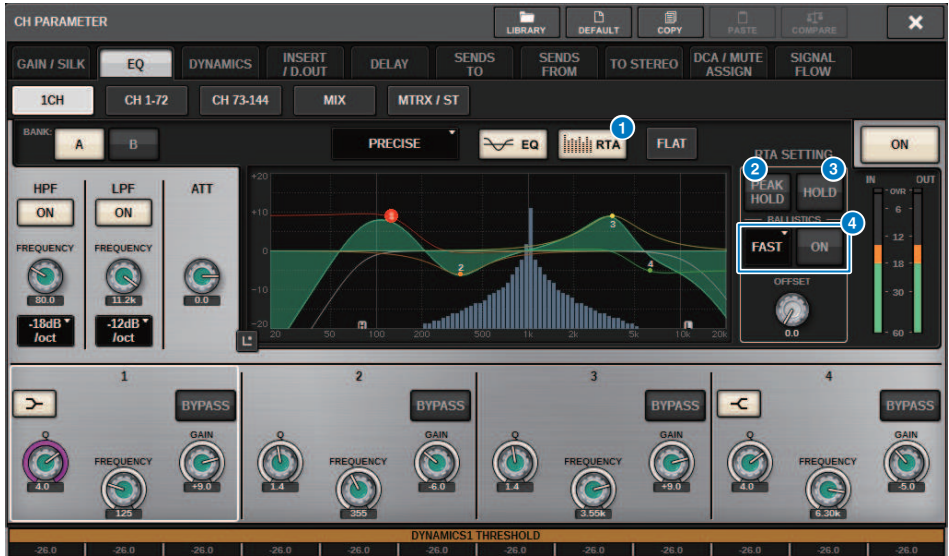 CH PARAMETER
LIBRARY DEFAULT COPY PASTE COMPARE
GAIN / SILK EQ DYNAMICS INSERT / D.OUT DELAY SENDS TO SENDS FROM TO STEREO DCA / MUTE ASSIGN SIGNAL FLOW
1CH CH 1-72 CH 73-144 MIX MTRX / ST
BANK: A B PRECISE EQ RTA 1 FLAT
RTA SETTING
ON
2 3
PEAK HOLD HOLD
BALLISTICS 4
FAST ON
OFFSET
0.0
IN OUT
OVR
6
12
18
30
60
HPF LPF ATT
ON ON
FREQUENCY FREQUENCY
80.0 11.2k 0.0
-18dB /oct -12dB /oct
+20
+10
0
-10
-20
1 2 3 4
H L
20 50 100 200 500 1k 2k 5k 10k 20k
1 2 3 4
BYPASS BYPASS BYPASS BYPASS
Q FREQUENCY GAIN Q FREQUENCY GAIN Q FREQUENCY GAIN Q FREQUENCY GAIN
4.0 125 +9.0 1.4 355 -6.0 1.4 3.55k +9.0 4.0 6.30k -5.0
DYNAMICS1 THRESHOLD
-26.0 -26.0 -26.0 -26.0 -26.0 -26.0 -26.0 -26.0 -26.0 -26.0 -26.0 -26.0